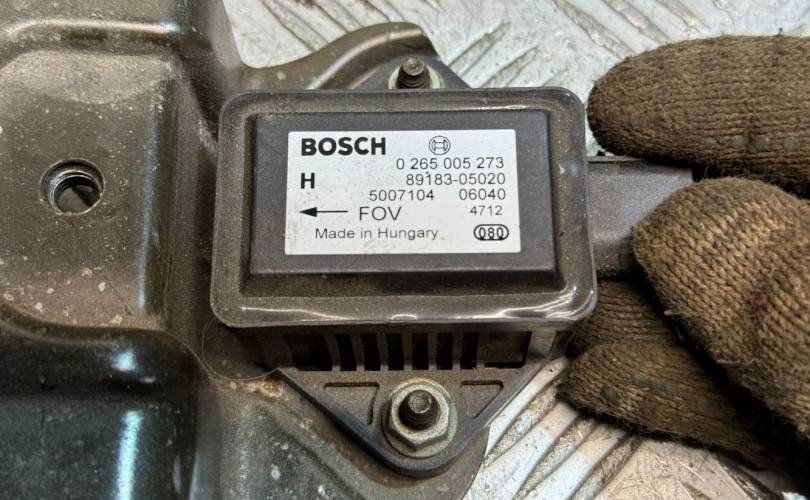 BOSCH
0 265 005 273
H 89183-05020
5007104 06040
FOV 4712
Made in Hungary 080